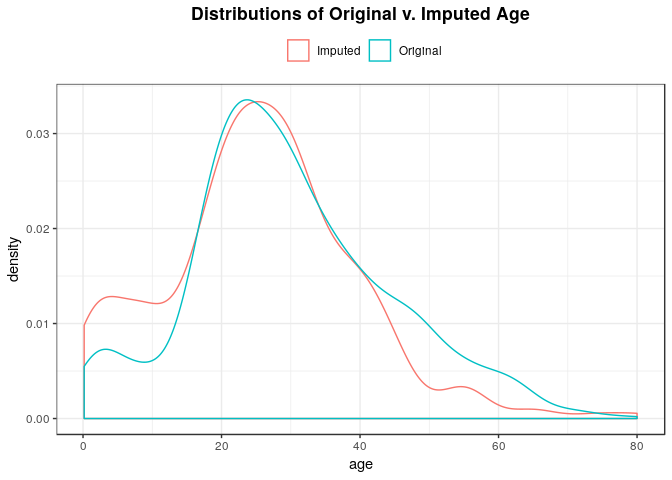 Distributions of Original v. Imputed Age
Imputed Original
0.03
0.02
0.01
0.00
density
0 20 40 60 80
age